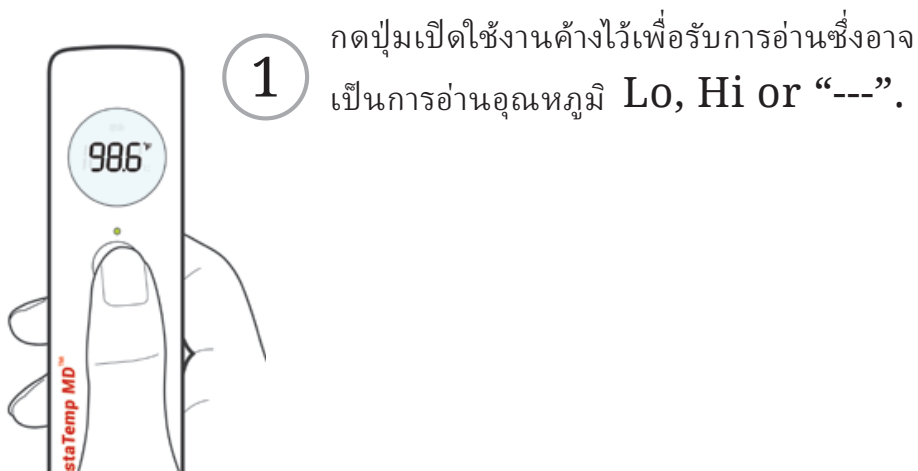 1
กดปุ่มเปิดใช้งานค้างไว้เพื่อรับการอ่านซึ่งอาจ
เป็นการอ่านอุณหภูมิ Lo, Hi or “---”.
98.6°F
staTemp MD™